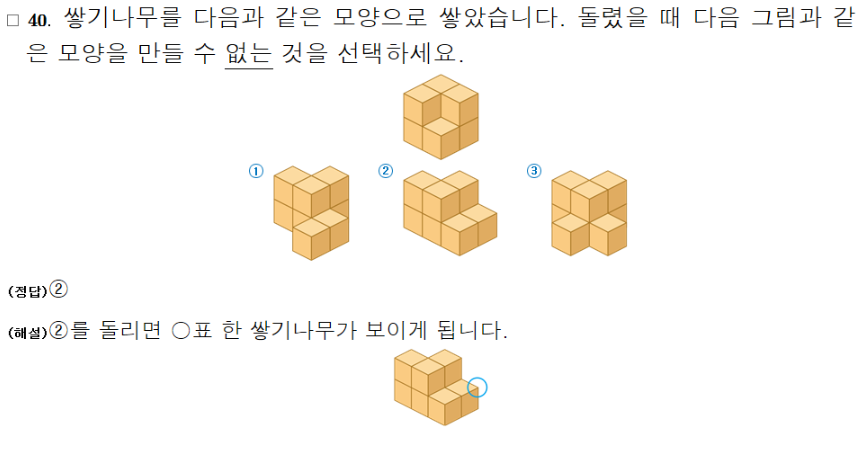 □ 40. 쌓기나무를 다음과 같은 모양으로 쌓았습니다. 돌렸을 때 다음 그림과 같
은 모양을 만들 수 없는 것을 선택하세요.
① ② ③
(정답)②
(해설)②를 돌리면 ○표 한 쌓기나무가 보이게 됩니다.